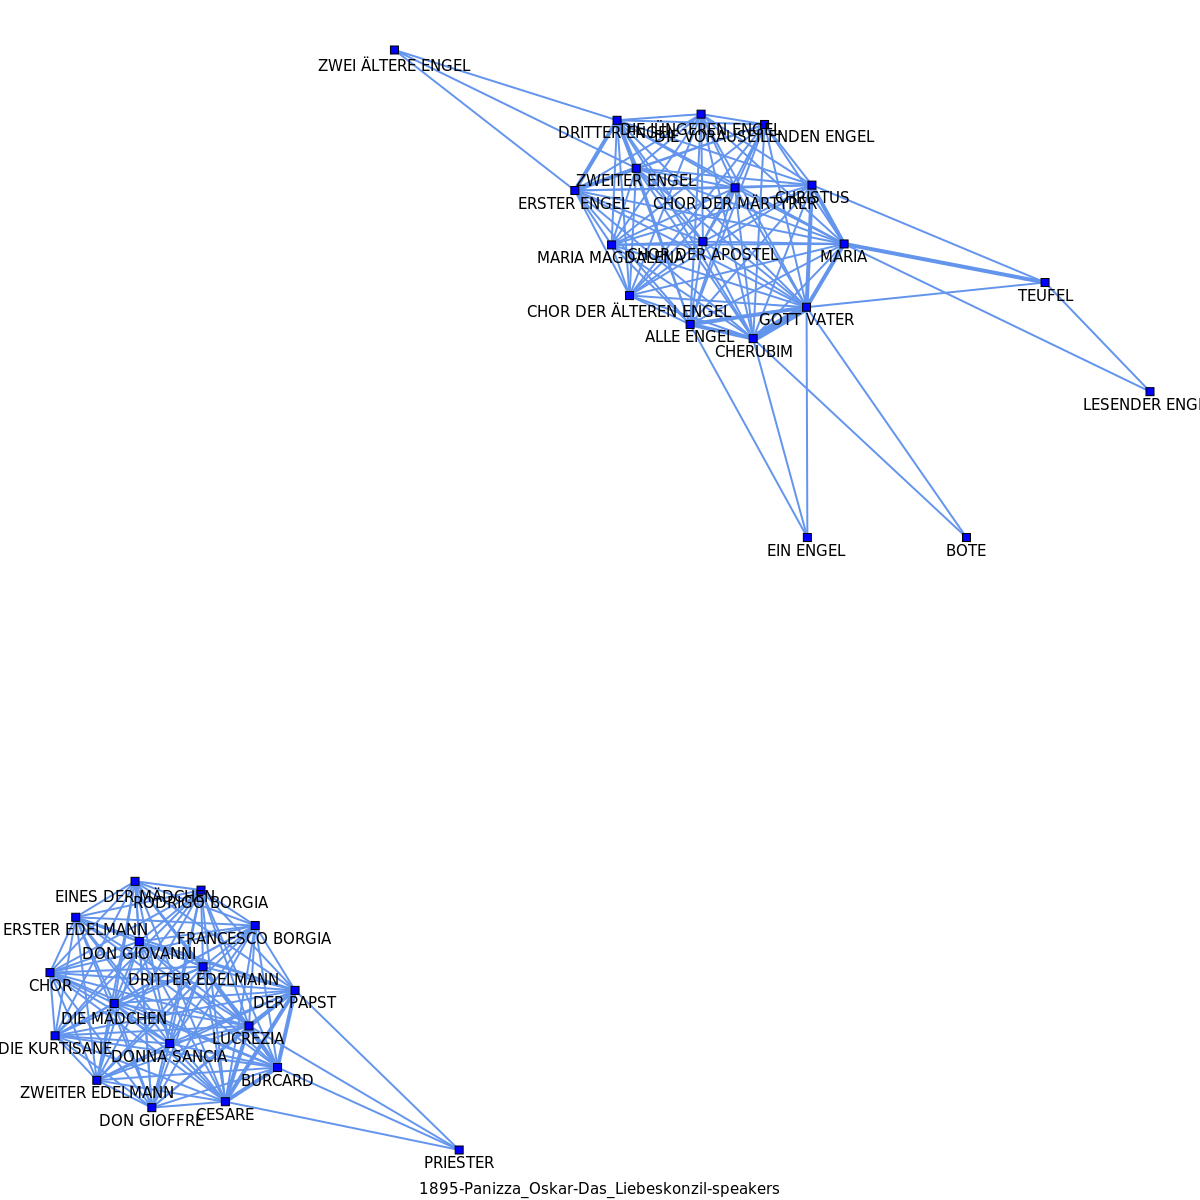 ZWEI ÄLTERE ENGEL
DRITTER ENGEL
DIE JÜNGEREN ENGEL
DIE VORAUSEILENDEN ENGEL
ZWEITER ENGEL
ERSTER ENGEL
CHOR DER MÄRTYRER
CHRISTUS
MARIA MAGDALENA
CHOR DER APOSTEL
MARIA
TEUFEL
CHOR DER ÄLTEREN ENGEL
GOTT VATER
ALLE ENGEL
CHERUBIM
LESENDER ENG
EIN ENGEL
BOTE
EINES DER MÄDCHEN
RODRIGO BORGIA
ERSTER EDELMANN
FRANCESCO BORGIA
DON GIOVANNI
DRITTER EDELMANN
CHOR
DER PAPST
DIE MÄDCHEN
LUCREZIA
DIE KURTISANE
DONNA SANCIA
BURCARD
ZWEITER EDELMANN
CESARE
DON GIOFFRE
PRIESTER
1895-Panizza_Oskar-Das_Liebeskonzil-speakers